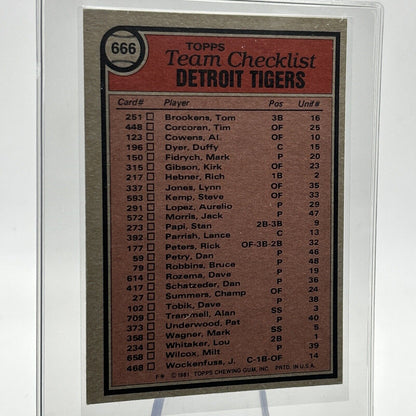 666
TOPPS
Team Checklist
DETROIT TIGERS
Card# Player Pos Unif#
251 Brookens, Tom 3B 16
448 Corcoran, Tim OF 25
123 Cowens, Al. OF 10
196 Dyer, Duffy C 15
150 Fidrych, Mark P 20
315 Gibson, Kirk OF 23
217 Hebner, Rich 1B 2
337 Jones, Lynn OF 35
593 Kemp, Steve OF 33
291 Lopez, Aurelio P 29
572 Morris, Jack P 47
273 Papi, Stan 2B-3B 9
392 Parrish, Lance C 13
177 Peters, Rick OF-3B-2B 32
59 Petry, Dan P 46
79 Robbins, Bruce P 48
614 Rozema, Dave P 19
417 Schatzeder, Dan P 36
27 Summers, Champ OF 24
102 Tobik, Dave P 38
709 Trammell, Alan SS 3
373 Underwood, Pat P 40
358 Wagner, Mark SS 5
234 Whitaker, Lou 2B 1
658 Wilcox, Milt P 39
468 Wockenfuss, J. C-1B-OF 14
F# © 1981 TOPPS CHEWING GUM, INC. PRTD. IN U.S.A.